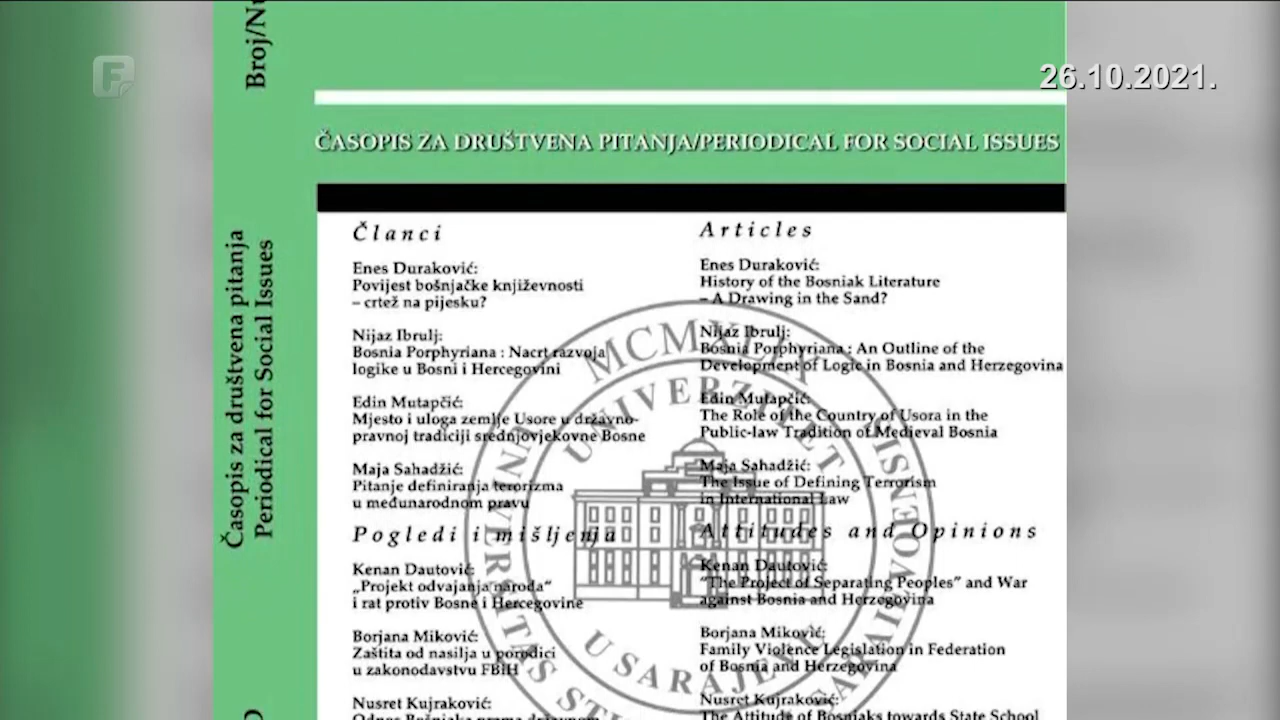 F
26.10.2021.
ČASOPIS ZA DRUŠTVENA PITANJA/PERIODICAL FOR SOCIAL ISSUES
Časopis za društvena pitanja
Periodical for Social Issues
Članci
Enes Duraković:
Povijest bošnjačke književnosti
– crtež na pijesku?
Nijaz Ibrulj:
Bosnia Porphyriana : Nacrt razvoja
logike u Bosni i Hercegovini
Edin Mutapčić:
Mjesto i uloga zemlje Usore u državno-
pravnoj tradiciji srednjovjekovne Bosne
Maja Sahadžić:
Pitanje definiranja terorizma
u međunarodnom pravu
Pogledi i mišljenja
Kenan Dautović:
„Projekt odvajanja naroda“
i rat protiv Bosne i Hercegovine
Borjana Miković:
Zaštita od nasilja u porodici
u zakonodavstvu FBiH
Nusret Kujraković:
Odnos Bošnjaka prema državnom
Articles
Enes Duraković:
History of the Bosniak Literature
– A Drawing in the Sand?
Nijaz Ibrulj:
Bosnia Porphyriana : An Outline of the
Development of Logic in Bosnia and Herzegovina
Edin Mutapčić:
The Role of the Country of Usora in the
Public-law Tradition of Medieval Bosnia
Maja Sahadžić:
The Issue of Defining Terrorism
in International Law
Attitudes and Opinions
Kenan Dautović:
"The Project of Separating Peoples" and War
against Bosnia and Herzegovina
Borjana Miković:
Family Violence Legislation in Federation
of Bosnia and Herzegovina
Nusret Kujraković:
The Attitude of Bosniaks towards State School
MCMXLIX
UNIVERZITET
U SARAJEVU